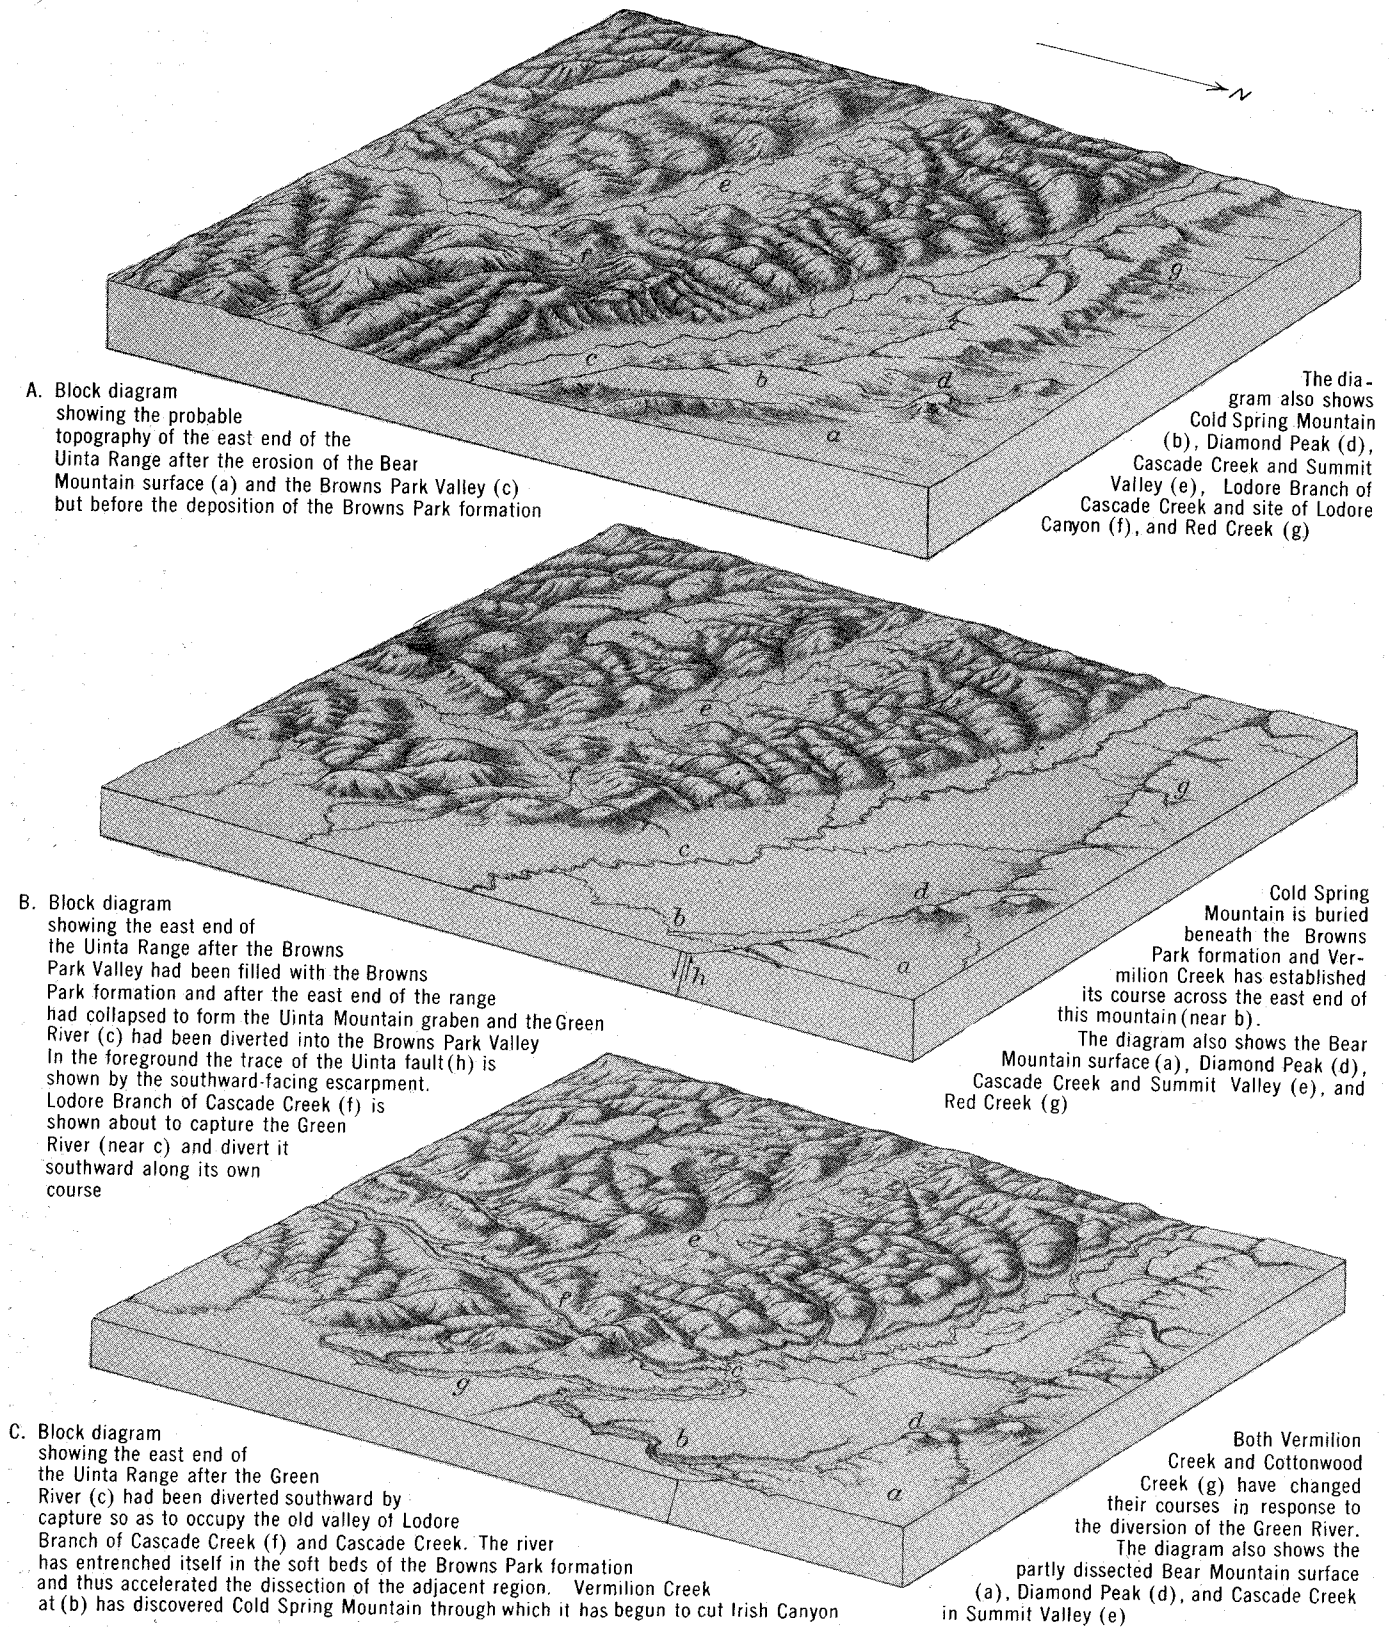 N
e
f
g
c
b
d
a
A. Block diagram
showing the probable
topography of the east end of the
Uinta Range after the erosion of the Bear
Mountain surface (a) and the Browns Park Valley (c)
but before the deposition of the Browns Park formation
The dia-
gram also shows
Cold Spring Mountain
(b), Diamond Peak (d),
Cascade Creek and Summit
Valley (e), Lodore Branch of
Cascade Creek and site of Lodore
Canyon (f), and Red Creek (g)
e
f
g
c
d
b
a
h
B. Block diagram
showing the east end of
the Uinta Range after the Browns
Park Valley had been filled with the Browns
Park formation and after the east end of the range
had collapsed to form the Uinta Mountain graben and the Green
River (c) had been diverted into the Browns Park Valley
In the foreground the trace of the Uinta fault (h) is
shown by the southward-facing escarpment.
Lodore Branch of Cascade Creek (f) is
shown about to capture the Green
River (near c) and divert it
southward along its own
course
Cold Spring
Mountain is buried
beneath the Browns
Park formation and Ver-
milion Creek has established
its course across the east end of
this mountain (near b).
The diagram also shows the Bear
Mountain surface (a), Diamond Peak (d),
Cascade Creek and Summit Valley (e), and
Red Creek (g)
e
f
c
g
d
b
a
C. Block diagram
showing the east end of
the Uinta Range after the Green
River (c) had been diverted southward by
capture so as to occupy the old valley of Lodore
Branch of Cascade Creek (f) and Cascade Creek. The river
has entrenched itself in the soft beds of the Browns Park formation
and thus accelerated the dissection of the adjacent region. Vermilion Creek
at (b) has discovered Cold Spring Mountain through which it has begun to cut Irish Canyon
Both Vermilion
Creek and Cottonwood
Creek (g) have changed
their courses in response to
the diversion of the Green River.
The diagram also shows the
partly dissected Bear Mountain surface
(a), Diamond Peak (d), and Cascade Creek
in Summit Valley (e)